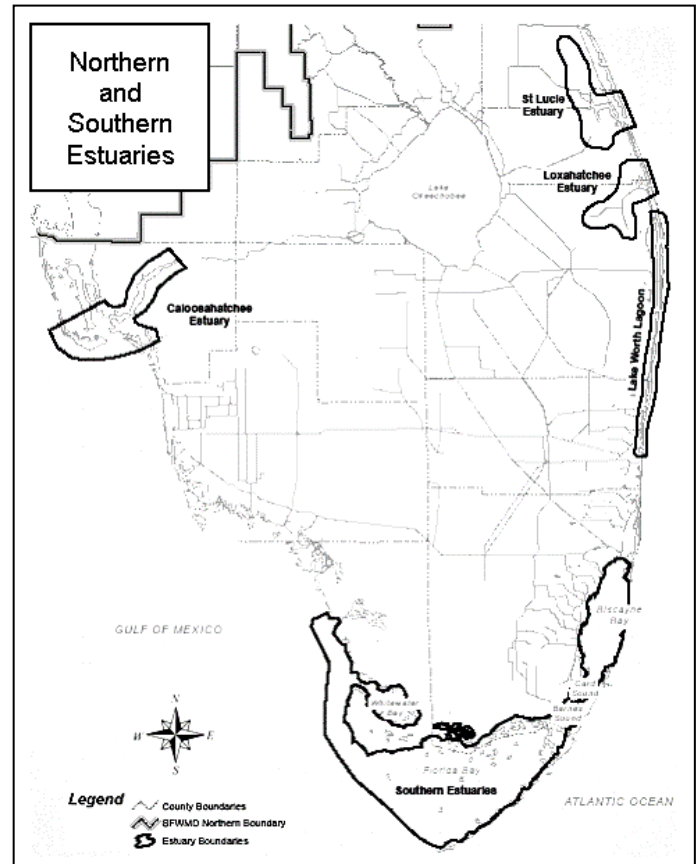 Northern
and
Southern
Estuaries
St Lucie
Estuary
Loxahatchee
Estuary
Lake
Okeechobee
Caloosahatchee
Estuary
Lake Worth Lagoon
Biscayne
Bay
GULF OF MEXICO
Card
Sound
Whitewater
Bay
Barnes
Sound
N
W
E
S
Florida Bay
Southern Estuaries
ATLANTIC OCEAN
Legend
County Boundaries
SFWMD Northern Boundary
Estuary Boundaries